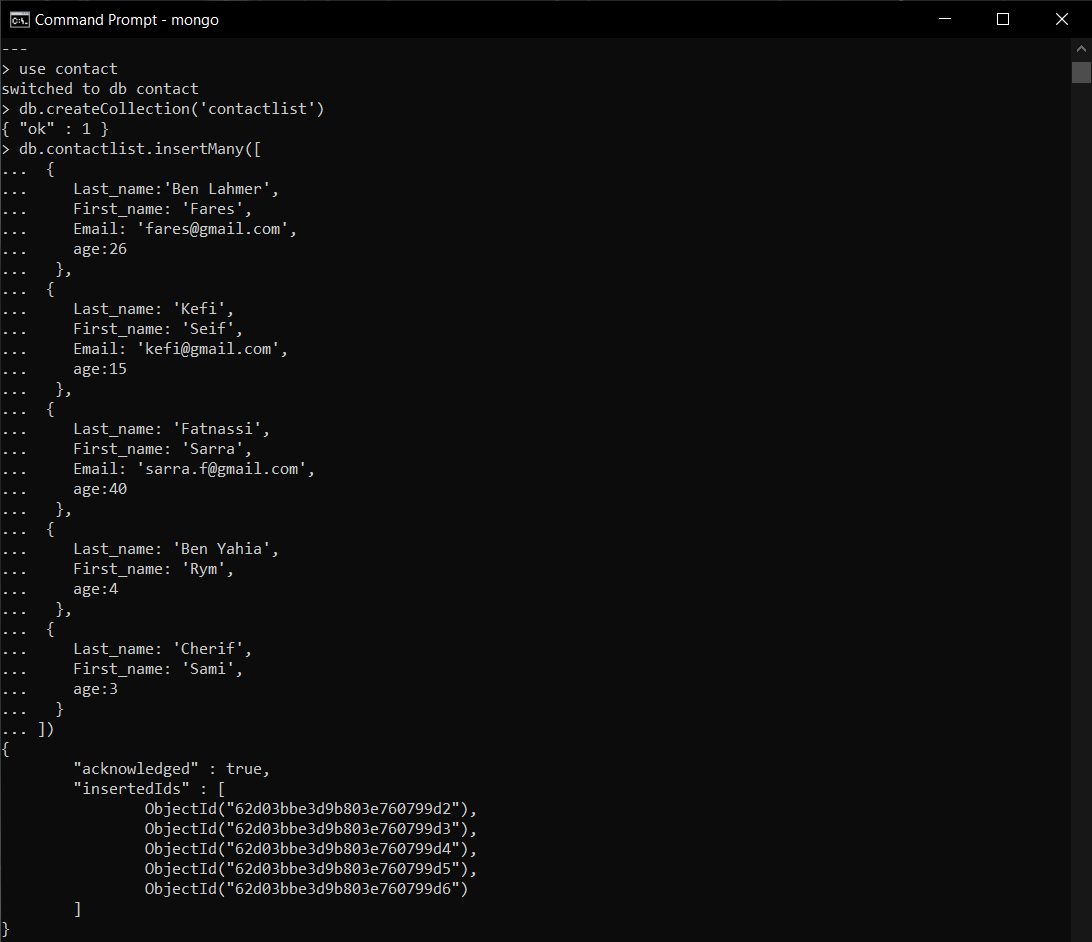 Command Prompt - mongo
---
> use contact
switched to db contact
> db.createCollection('contactlist')
{ "ok" : 1 }
> db.contactlist.insertMany([
...  {
...     Last_name:'Ben Lahmer',
...     First_name: 'Fares',
...     Email: 'fares@gmail.com',
...     age:26
...   },
...  {
...     Last_name: 'Kefi',
...     First_name: 'Seif',
...     Email: 'kefi@gmail.com',
...     age:15
...   },
...  {
...     Last_name: 'Fatnassi',
...     First_name: 'Sarra',
...     Email: 'sarra.f@gmail.com',
...     age:40
...   },
...  {
...     Last_name: 'Ben Yahia',
...     First_name: 'Rym',
...     age:4
...   },
...  {
...     Last_name: 'Cherif',
...     First_name: 'Sami',
...     age:3
...   }
... ])
{
        "acknowledged" : true,
        "insertedIds" : [
                ObjectId("62d03bbe3d9b803e760799d2"),
                ObjectId("62d03bbe3d9b803e760799d3"),
                ObjectId("62d03bbe3d9b803e760799d4"),
                ObjectId("62d03bbe3d9b803e760799d5"),
                ObjectId("62d03bbe3d9b803e760799d6")
        ]
}